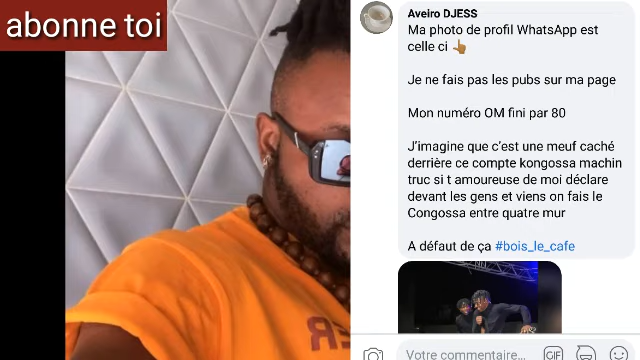 abonne toi
Aveiro DJESS
Ma photo de profil WhatsApp est
celle ci 👆🏾
Je ne fais pas les pubs sur ma page
Mon numéro OM fini par 80
J’imagine que c’est une meuf caché
derrière ce compte kongossa machin
truc si t amoureuse de moi déclare
devant les gens et viens on fais le
Congossa entre quatre mur
A défaut de ça #bois_le_cafe
Votre commentaire...
GIF